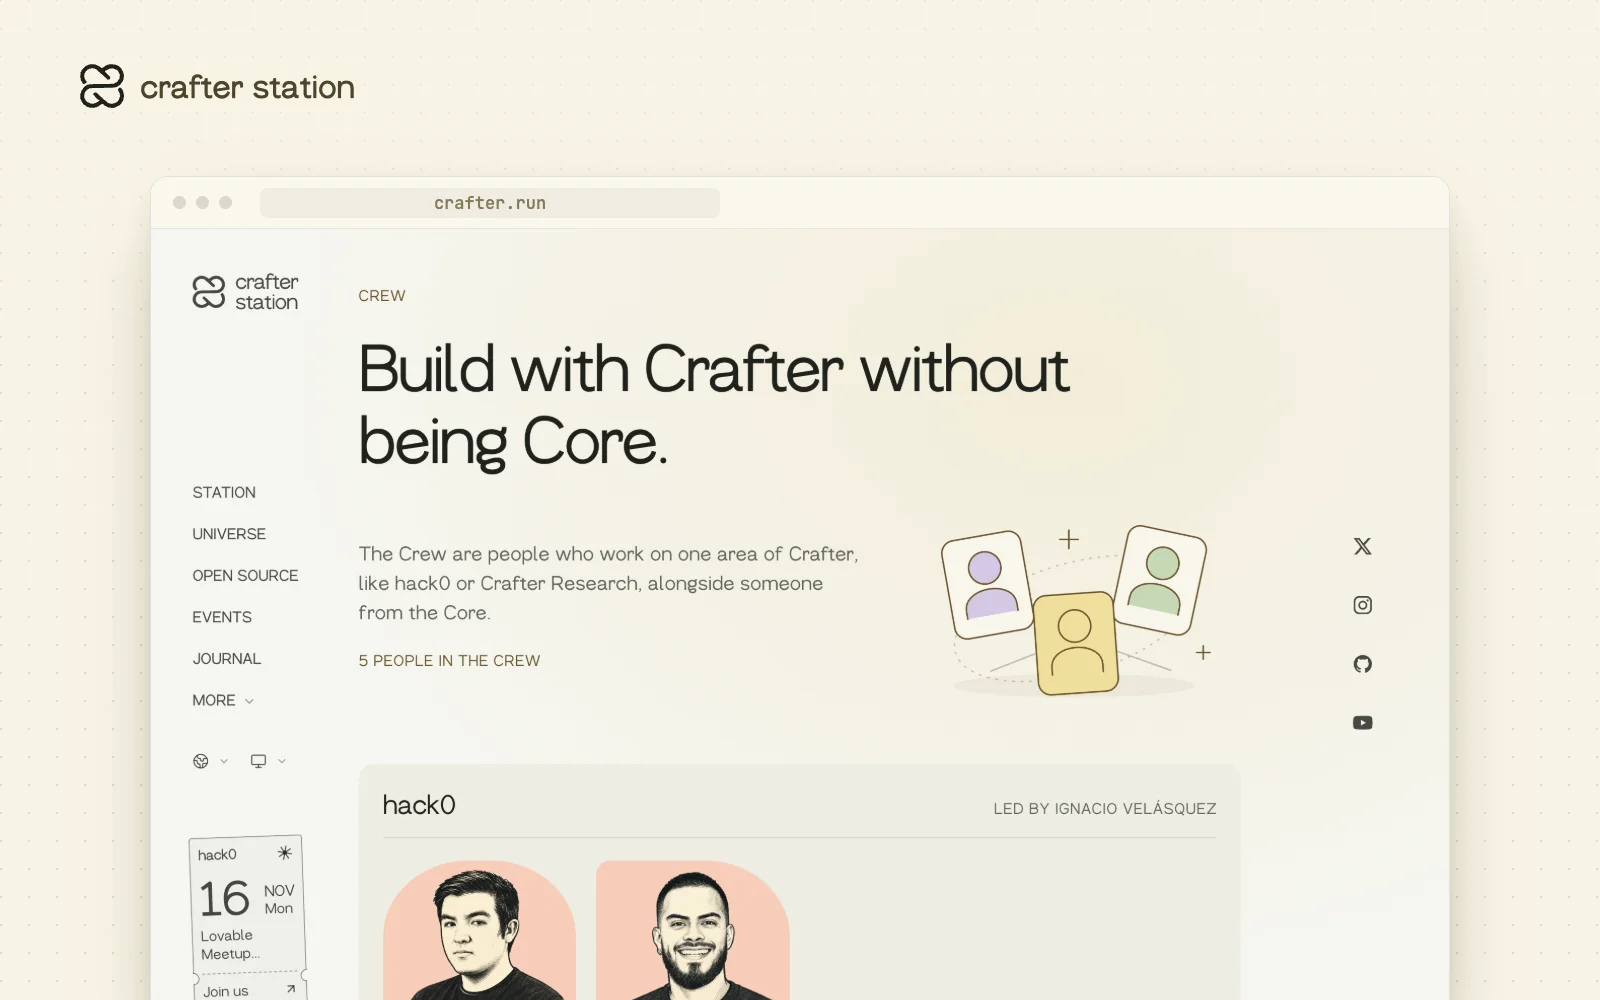 crafter station
crafter.run
crafter
station
STATION
UNIVERSE
OPEN SOURCE
EVENTS
JOURNAL
MORE
hack0
16
NOV
Mon
Lovable
Meetup...
Join us
CREW
Build with Crafter without
being Core.
The Crew are people who work on one area of Crafter,
like hack0 or Crafter Research, alongside someone
from the Core.
5 PEOPLE IN THE CREW
hack0
LED BY IGNACIO VELÁSQUEZ